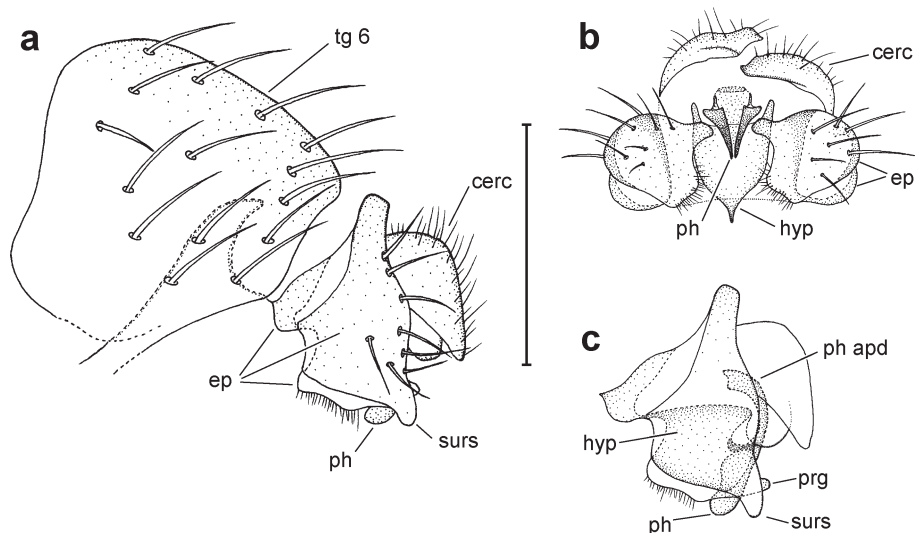 a
tg 6
cerc
ep
ph
surs
b
cerc
ep
ph
hyp
c
ph apd
hyp
prg
ph
surs